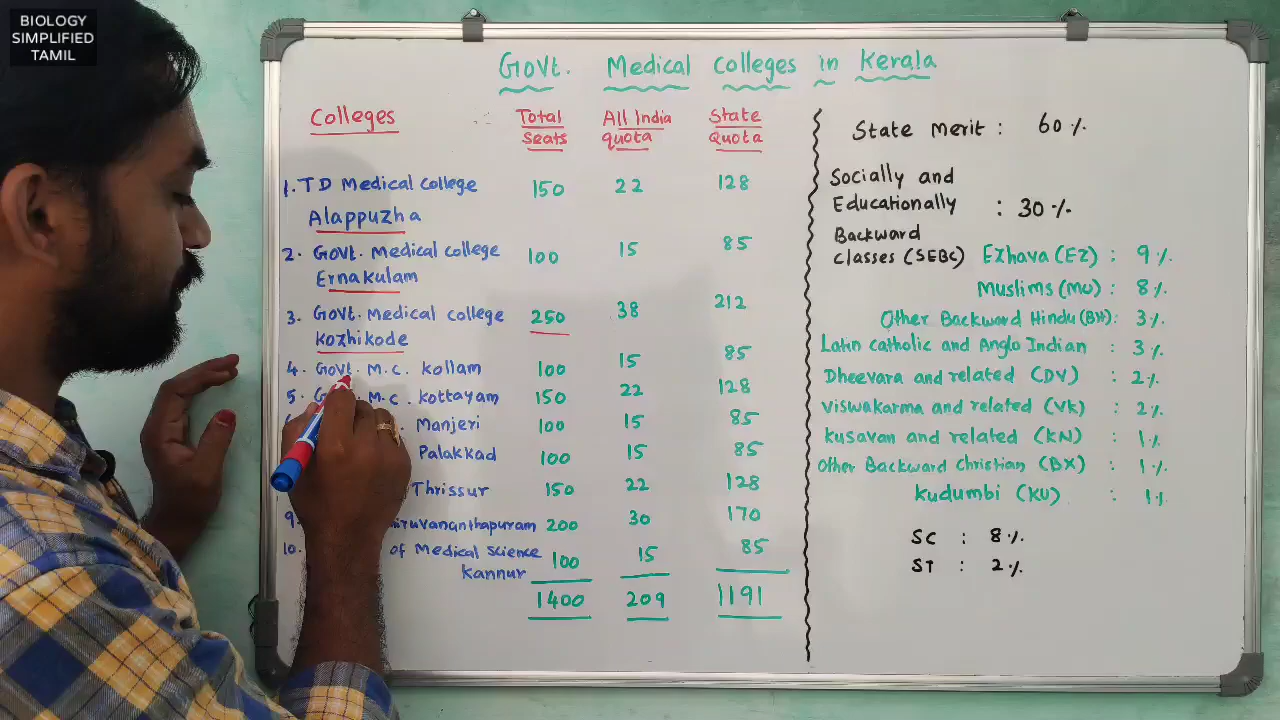 BIOLOGY
SIMPLIFIED
TAMIL
Govt. Medical Colleges in Kerala
Colleges Total Seats All India quota State Quota
1. TD Medical College 150 22 128
Alappuzha
2. Govt. Medical college 100 15 85
Ernakulam
3. Govt. Medical college 250 38 212
Kozhikode
4. Govt. M.C. Kollam 100 15 85
5. M.C. Kottayam 150 22 128
Manjeri 100 15 85
Palakkad 100 15 85
Thrissur 150 22 128
9. 200 30 170
10. of Medical Science 100 15 85
Kannur
1400 209 1191
State merit : 60 %
Socially and
Educationally : 30 %
Backward
classes (SEBC) Ezhava (EZ) : 9 %
Muslims (MU) : 8 %
Other Backward Hindu (BH) : 3 %
Latin catholic and Anglo Indian : 3 %
Dheevara and related (DV) : 2 %
Viswakarma and related (VK) : 2 %
Kusavan and related (KN) : 1 %
Other Backward Christian (BX) : 1 %
Kudumbi (KU) : 1 %
SC : 8 %
ST : 2 %